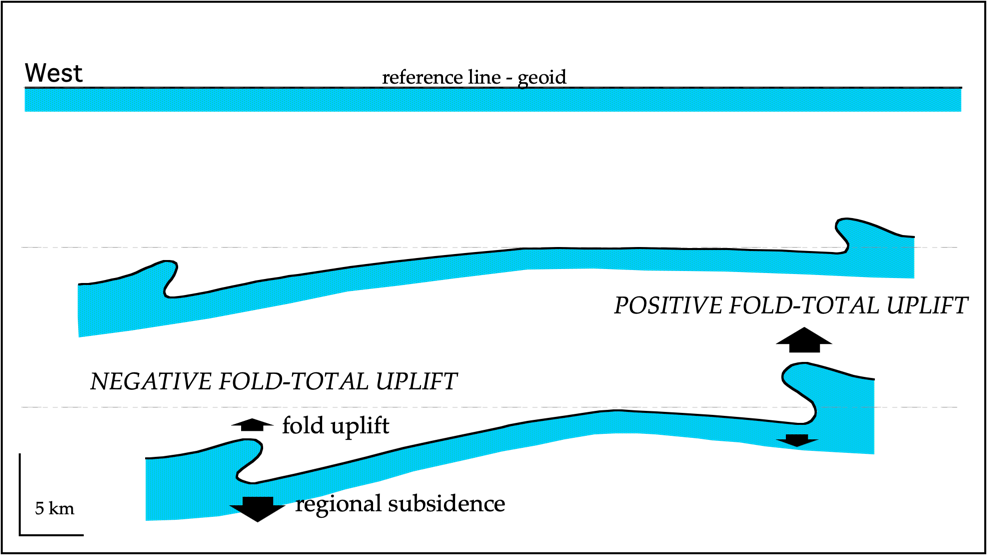 West
reference line - geoid
POSITIVE FOLD-TOTAL UPLIFT
NEGATIVE FOLD-TOTAL UPLIFT
fold uplift
regional subsidence
5 km